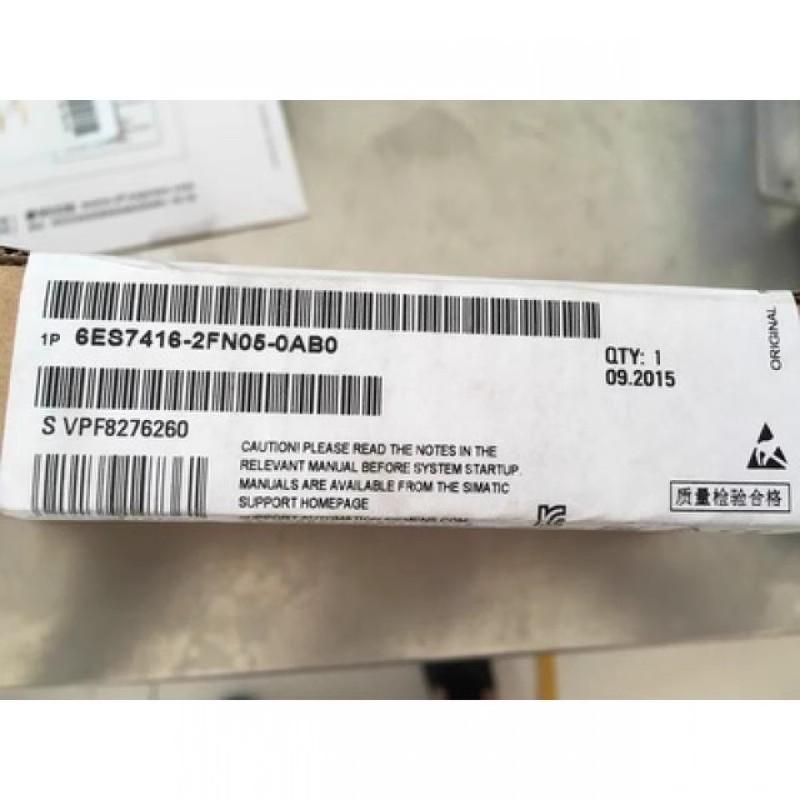 1P 6ES7416-2FN05-0AB0
QTY: 1
09.2015
ORIGINAL
S VPF8276260
CAUTION! PLEASE READ THE NOTES IN THE
RELEVANT MANUAL BEFORE SYSTEM STARTUP.
MANUALS ARE AVAILABLE FROM THE SIMATIC
SUPPORT HOMEPAGE
质量检验合格